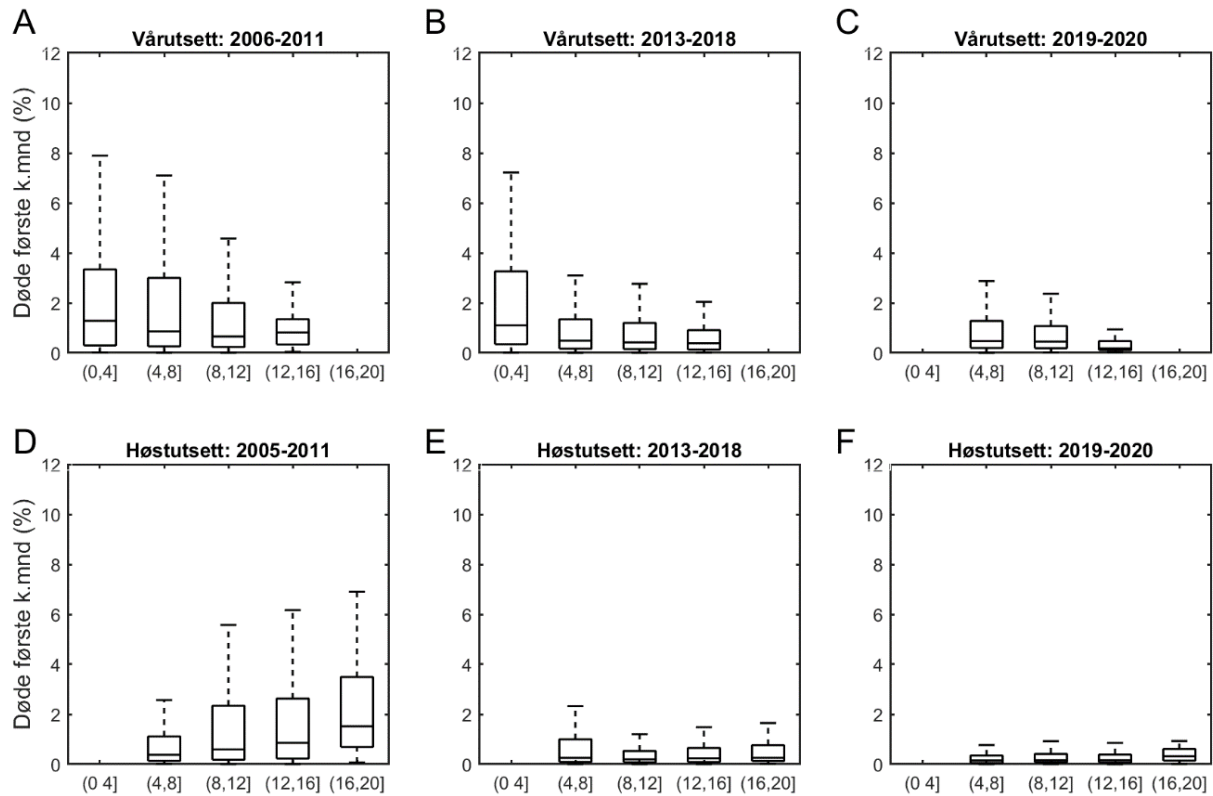 A
Vårutsett: 2006-2011
Døde første k.mnd (%)
12
10
8
6
4
2
0
(0,4] (4,8] (8,12] (12,16] (16,20]
B
Vårutsett: 2013-2018
12
10
8
6
4
2
0
(0,4] (4,8] (8,12] (12,16] (16,20]
C
Vårutsett: 2019-2020
12
10
8
6
4
2
0
(0 4] (4,8] (8,12] (12,16] (16,20]
D
Høstutsett: 2005-2011
Døde første k.mnd (%)
12
10
8
6
4
2
0
(0 4] (4,8] (8,12] (12,16] (16,20]
E
Høstutsett: 2013-2018
12
10
8
6
4
2
0
(0 4] (4,8] (8,12] (12,16] (16,20]
F
Høstutsett: 2019-2020
12
10
8
6
4
2
0
(0 4] (4,8] (8,12] (12,16] (16,20]